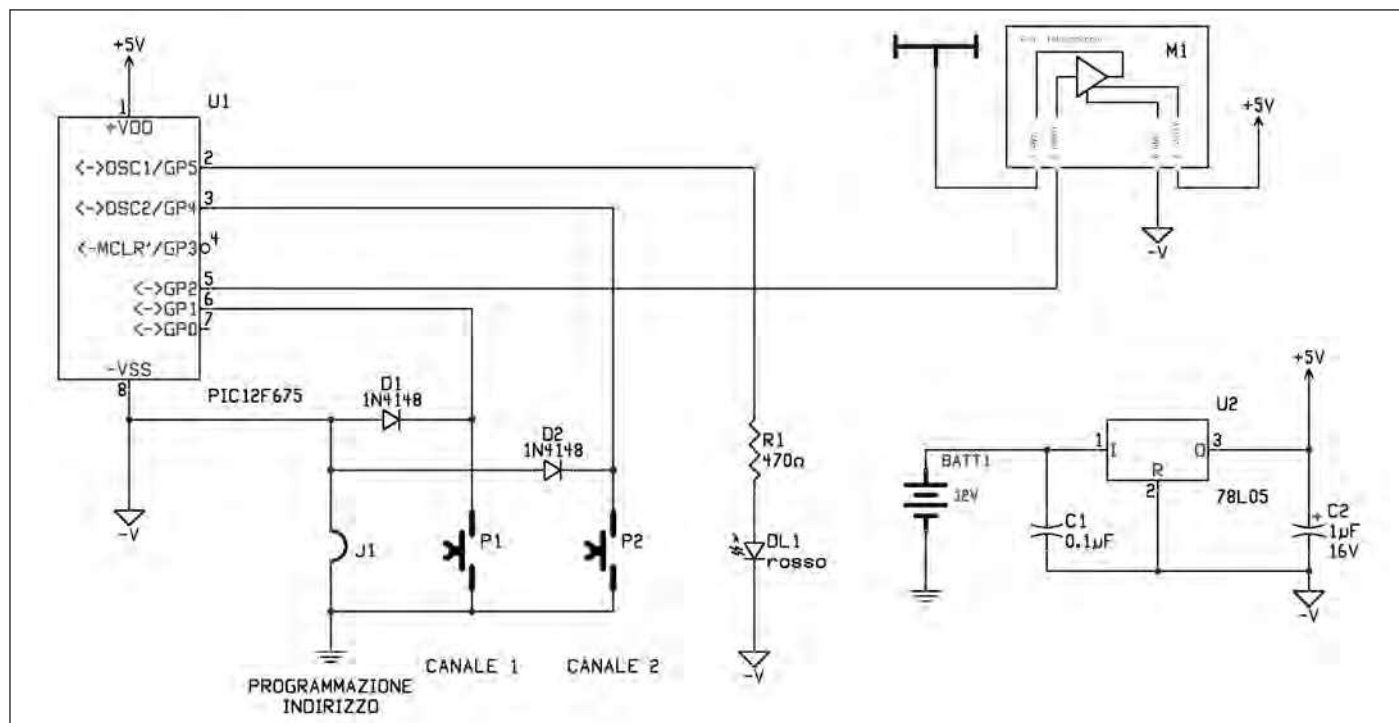 +5V
1
U1
+VDD
<->OSC1/GP5
2
<->OSC2/GP4
3
<-MCLR'/GP3
4
<->GP2
5
<->GP1
6
<->GP0
7
-VSS
8
PIC12F675
-V
D1
1N4148
D2
1N4148
J1
P1
P2
PROGRAMMAZIONE
INDIRIZZO
CANALE 1
CANALE 2
R1
470Ω
DL1
rosso
-V
M1
+5V
-V
BATT1
12V
C1
0.1µF
U2
1
I
O
3
R
2
78L05
+5V
+
C2
1µF
16V
-V